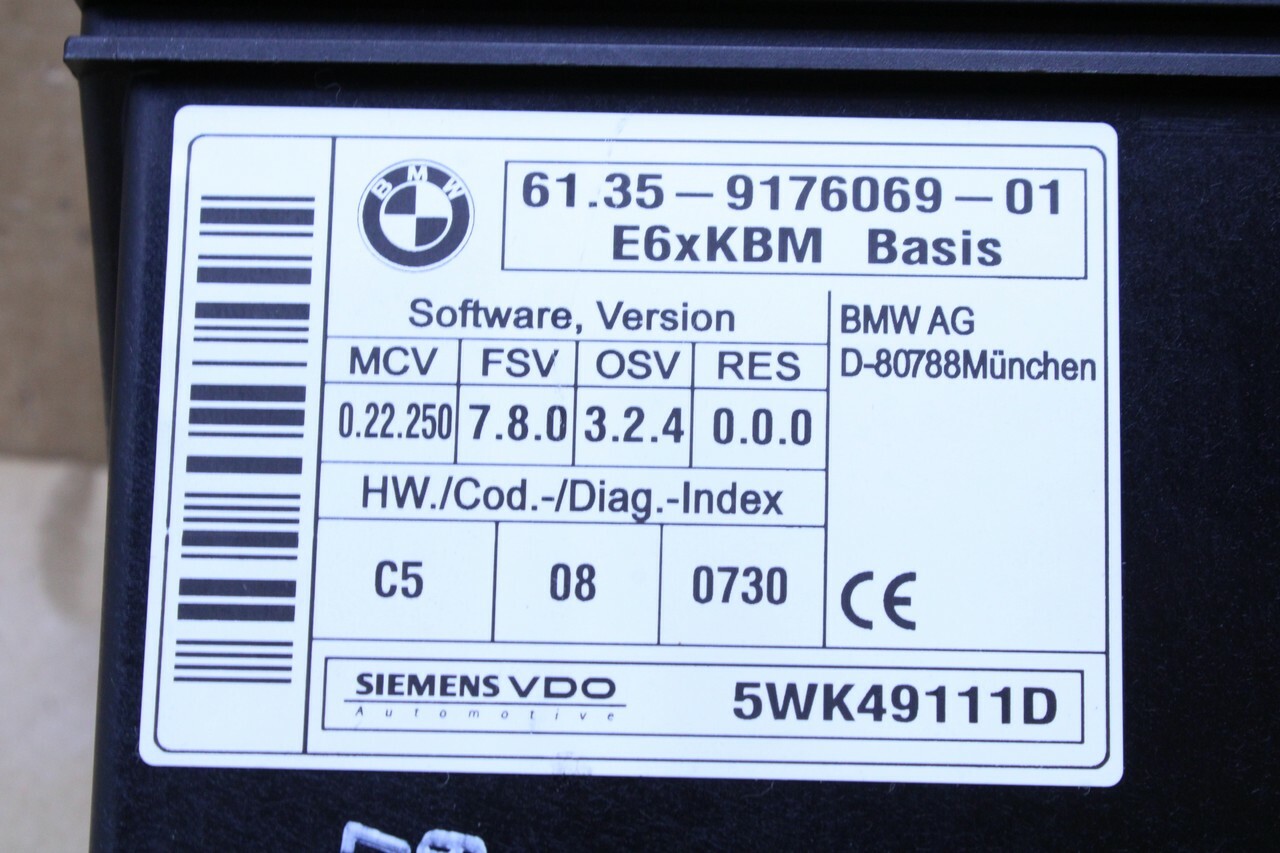 BMW
61.35–9176069–01
E6xKBM Basis
Software, Version
MCV FSV OSV RES
0.22.250 7.8.0 3.2.4 0.0.0
HW./Cod.-/Diag.-Index
C5 08 0730
BMW AG
D-80788München
CE
SIEMENS VDO
Automotive
5WK49111D